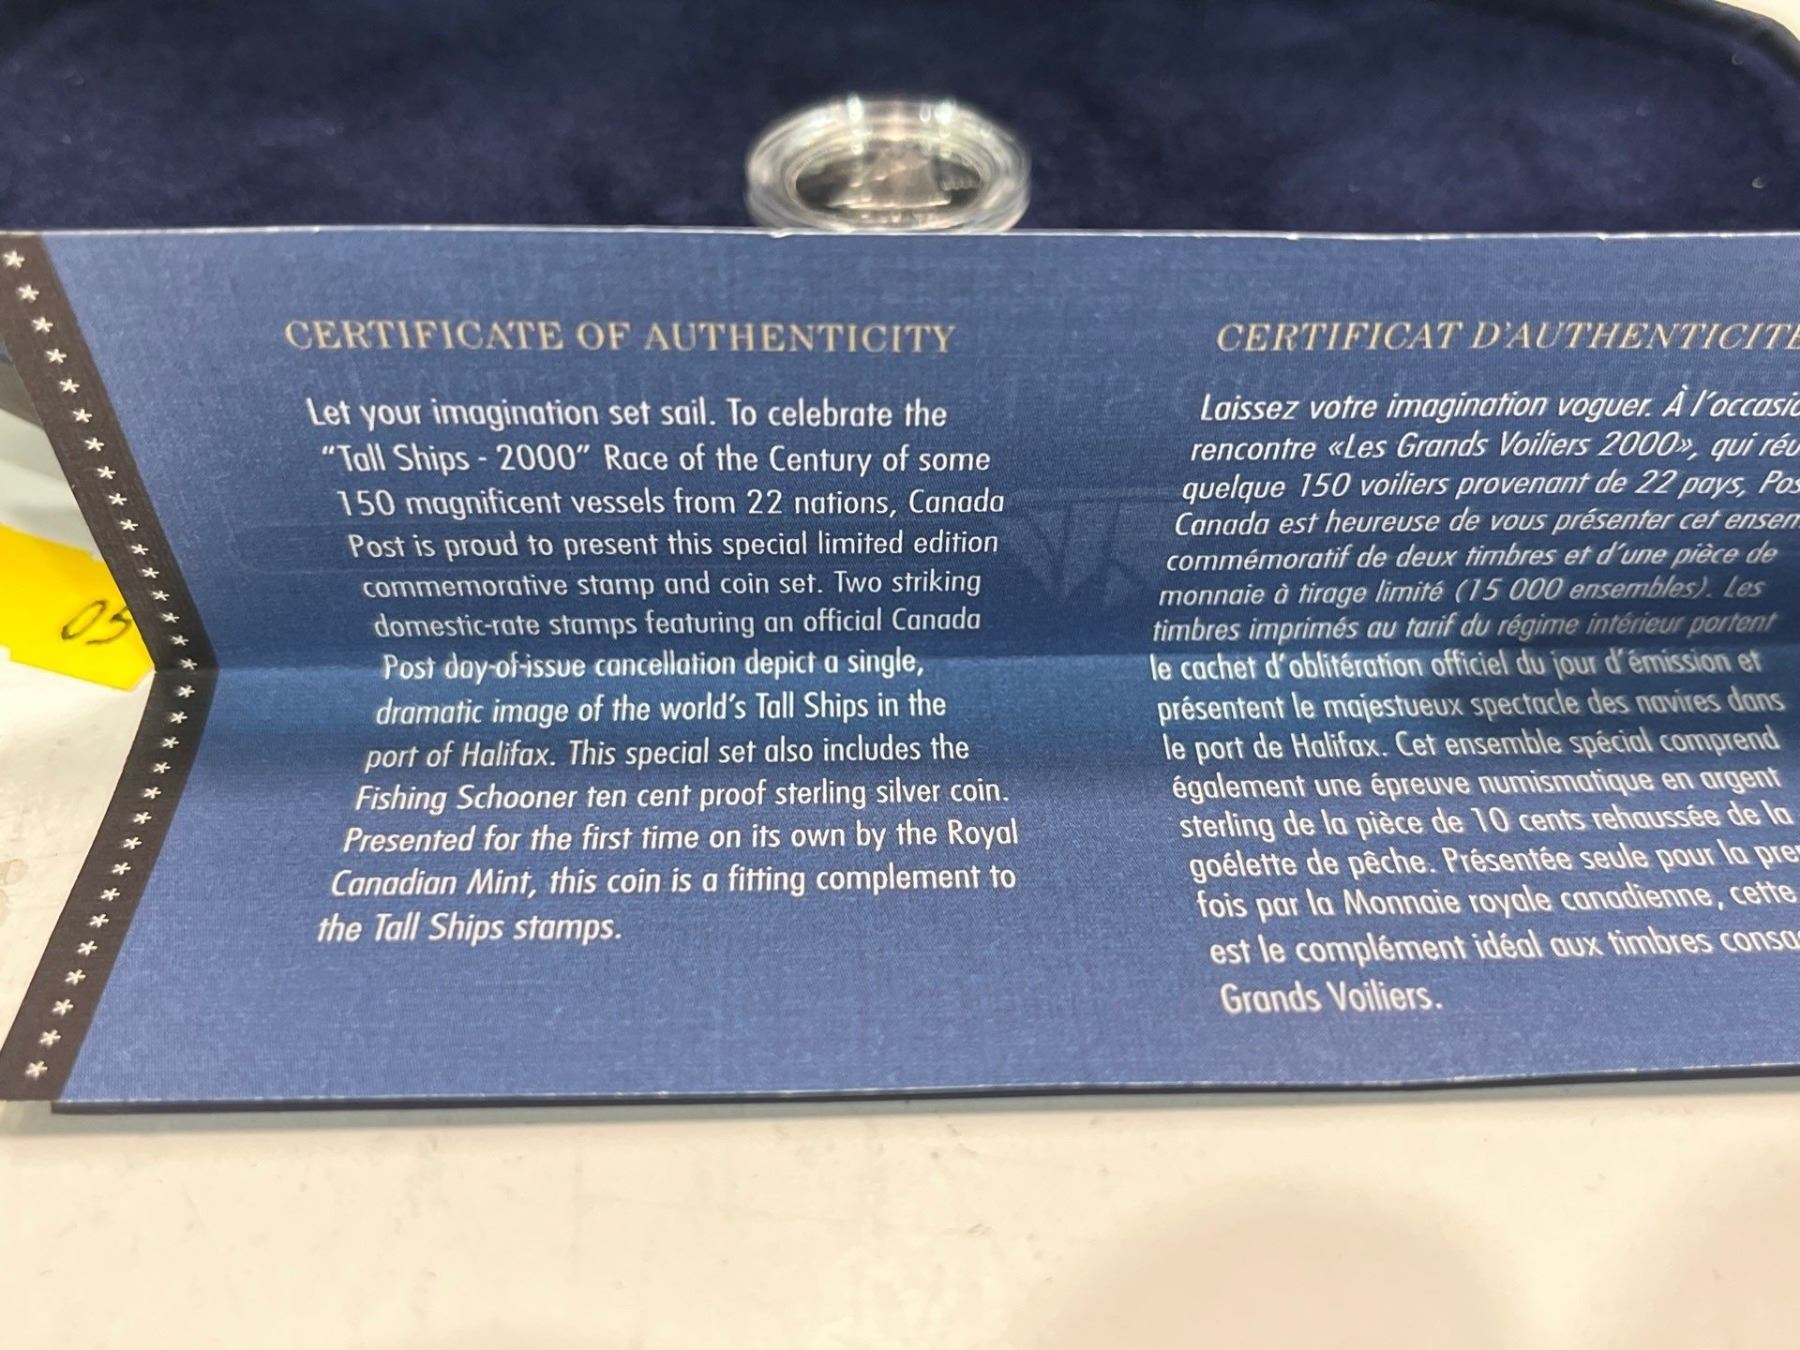 CERTIFICATE OF AUTHENTICITY
Let your imagination set sail. To celebrate the
"Tall Ships - 2000" Race of the Century of some
150 magnificent vessels from 22 nations, Canada
Post is proud to present this special limited edition
commemorative stamp and coin set. Two striking
domestic-rate stamps featuring an official Canada
Post day-of-issue cancellation depict a single,
dramatic image of the world's Tall Ships in the
port of Halifax. This special set also includes the
Fishing Schooner ten cent proof sterling silver coin.
Presented for the first time on its own by the Royal
Canadian Mint, this coin is a fitting complement to
the Tall Ships stamps.
CERTIFICAT D'AUTHENTICITÉ
Laissez votre imagination voguer. À l'occasio
rencontre «Les Grands Voiliers 2000», qui réu
quelque 150 voiliers provenant de 22 pays, Pos
Canada est heureuse de vous présenter cet ensem
commémoratif de deux timbres et d'une pièce de
monnaie à tirage limité (15 000 ensembles). Les
timbres imprimés au tarif du régime intérieur portent
le cachet d'oblitération officiel du jour d'émission et
présentent le majestueux spectacle des navires dans
le port de Halifax. Cet ensemble spécial comprend
également une épreuve numismatique en argent
sterling de la pièce de 10 cents rehaussée de la
goélette de pêche. Présentée seule pour la pre
fois par la Monnaie royale canadienne, cette
est le complément idéal aux timbres consa
Grands Voiliers.